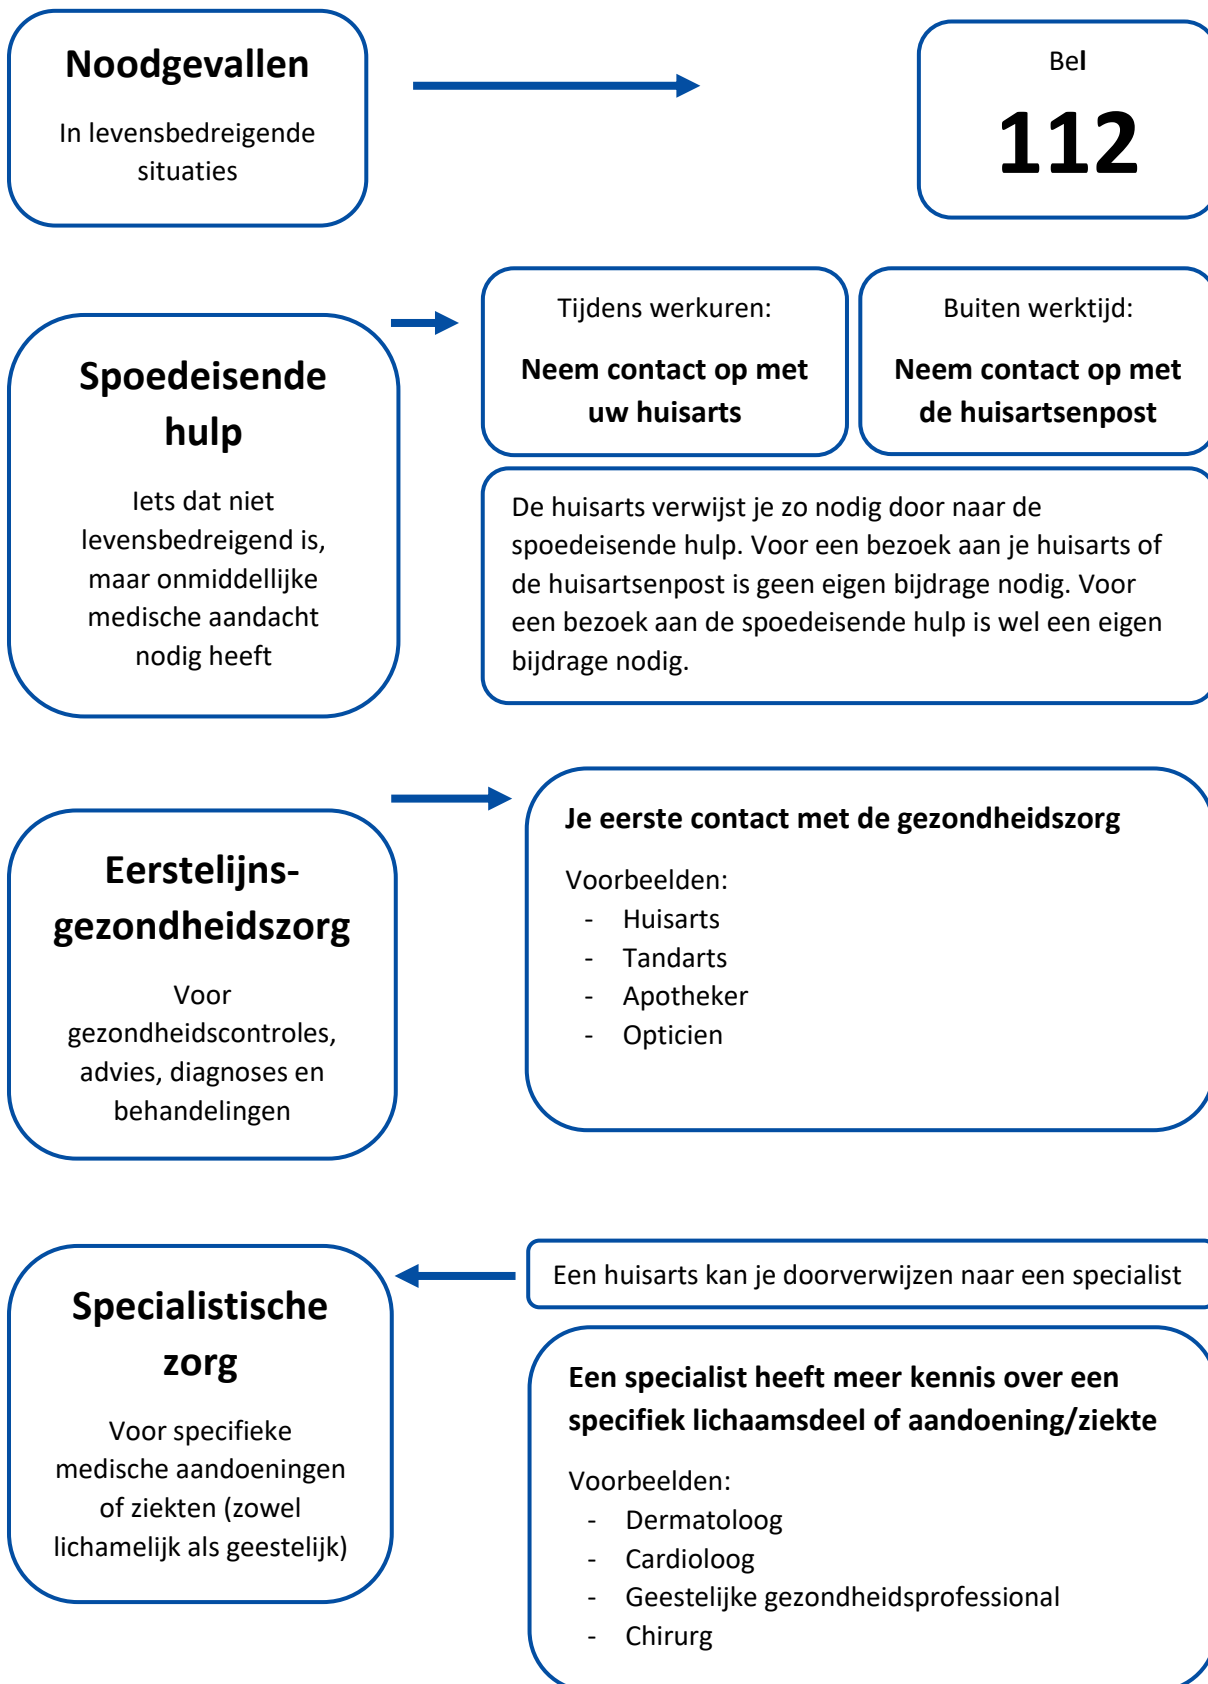 Noodgevallen
In levensbedreigende
situaties
Bel
112
Spoedeisende
hulp
Iets dat niet
levensbedreigend is,
maar onmiddellijke
medische aandacht
nodig heeft
Tijdens werkuren:
Neem contact op met
uw huisarts
Buiten werktijd:
Neem contact op met
de huisartsenpost
De huisarts verwijst je zo nodig door naar de
spoedeisende hulp. Voor een bezoek aan je huisarts of
de huisartsenpost is geen eigen bijdrage nodig. Voor
een bezoek aan de spoedeisende hulp is wel een eigen
bijdrage nodig.
Eerstelijns-
gezondheidszorg
Voor
gezondheidscontroles,
advies, diagnoses en
behandelingen
Je eerste contact met de gezondheidszorg
Voorbeelden:
- Huisarts
- Tandarts
- Apotheker
- Opticien
Specialistische
zorg
Voor specifieke
medische aandoeningen
of ziekten (zowel
lichamelijk als geestelijk)
Een huisarts kan je doorverwijzen naar een specialist
Een specialist heeft meer kennis over een
specifiek lichaamsdeel of aandoening/ziekte
Voorbeelden:
- Dermatoloog
- Cardioloog
- Geestelijke gezondheidsprofessional
- Chirurg